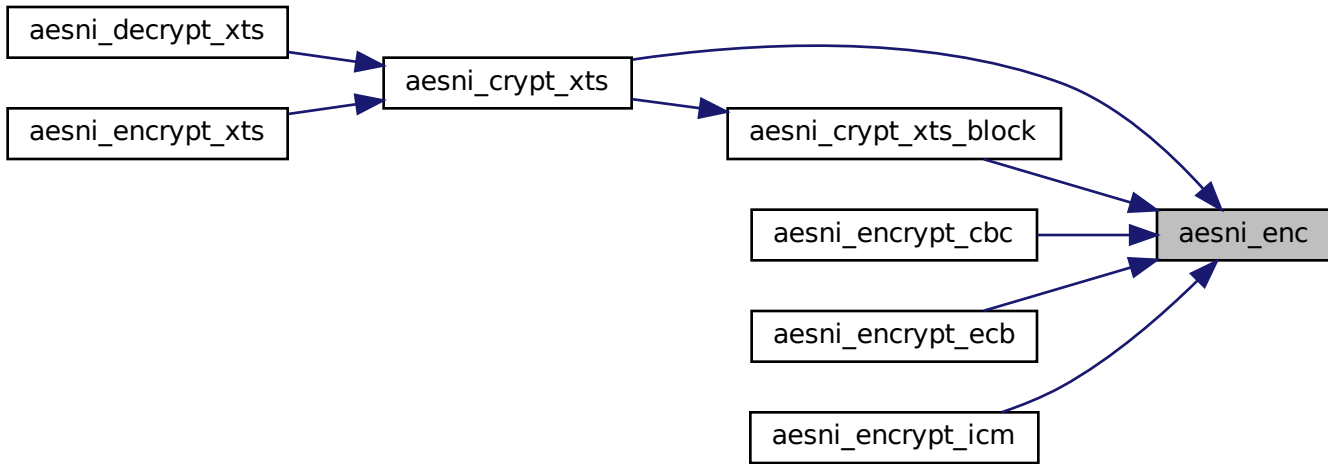 aesni_decrypt_xts
aesni_crypt_xts
aesni_encrypt_xts
aesni_crypt_xts_block
aesni_encrypt_cbc
aesni_enc
aesni_encrypt_ecb
aesni_encrypt_icm